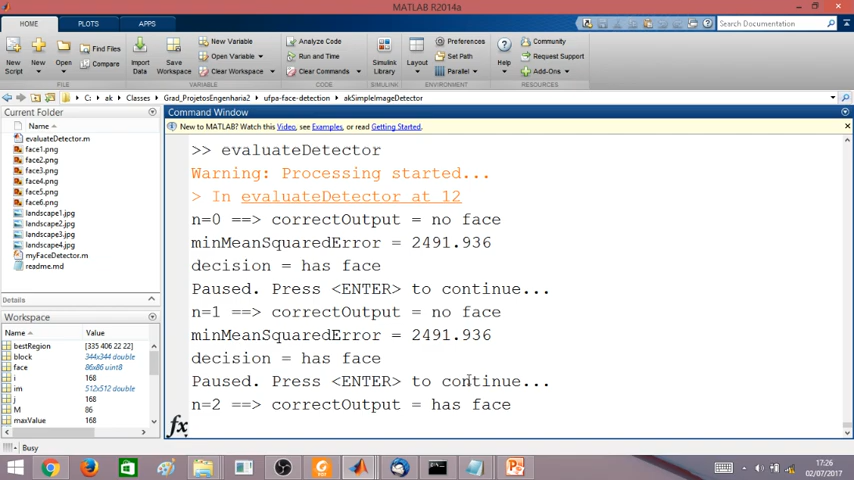 MATLAB R2014a
HOME PLOTS APPS
Search Documentation
New Script
New
Open
Find Files
Compare
Import Data
Save Workspace
New Variable
Open Variable
Clear Workspace
Analyze Code
Run and Time
Clear Commands
Simulink Library
Layout
Preferences
Set Path
Parallel
Help
Community
Request Support
Add-Ons
FILE VARIABLE CODE SIMULINK ENVIRONMENT RESOURCES
C: ak Classes Grad_ProjetosEngenharia2 ufpa-face-detection akSimpleImageDetector
Current Folder
Name
evaluateDetector.m
face1.png
face2.png
face3.png
face4.png
face5.png
face6.png
landscape1.jpg
landscape2.jpg
landscape3.jpg
landscape4.jpg
myFaceDetector.m
readme.md
Details
Workspace
Name Value
bestRegion [335 406 22 22]
block 344x344 double
face 86x86 uint8
i 168
im 512x512 double
j 168
M 86
maxValue 168
Command Window
New to MATLAB? Watch this Video, see Examples, or read Getting Started.
>> evaluateDetector
Warning: Processing started...
> In evaluateDetector at 12
n=0 ==> correctOutput = no face
minMeanSquaredError = 2491.936
decision = has face
Paused. Press <ENTER> to continue...
n=1 ==> correctOutput = no face
minMeanSquaredError = 2491.936
decision = has face
Paused. Press <ENTER> to continue...
n=2 ==> correctOutput = has face
fx
Busy
17:26
02/07/2017